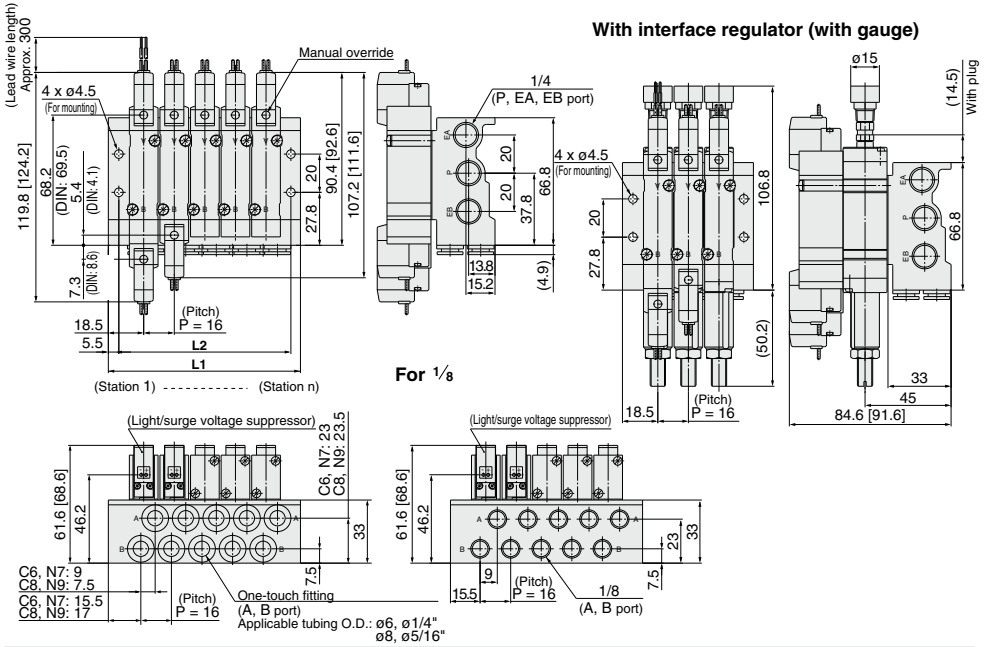 With interface regulator (with gauge)
(Lead wire length)
Approx. 300
Manual override
4 x ø4.5
(For mounting)
119.8 [124.2]
68.2
(DIN: 69.5)
5.4
(DIN: 4.1)
7.3
(DIN: 8.6)
20
27.8
90.4 [92.6]
107.2 [111.6]
B
B
B
(Pitch)
P = 16
18.5
5.5
L2
L1
(Station 1)
(Station n)
1/4
(P, EA, EB port)
EA
P
EB
20
20
37.8
66.8
13.8
15.2
(4.9)
4 x ø4.5
(For mounting)
20
27.8
B
B
B
106.8
(50.2)
18.5
(Pitch)
P = 16
ø15
(14.5)
With plug
EA
P
EB
66.8
33
45
84.6 [91.6]
For 1/8
(Light/surge voltage suppressor)
C6, N7: 23
C8, N9: 23.5
61.6 [68.6]
46.2
A
A
B
B
33
7.5
C6, N7: 9
C8, N9: 7.5
C6, N7: 15.5
C8, N9: 17
(Pitch)
P = 16
One-touch fitting
(A, B port)
Applicable tubing O.D.: ø6, ø1/4"
ø8, ø5/16"
(Light/surge voltage suppressor)
61.6 [68.6]
46.2
A
A
B
B
33
23
7.5
9
15.5
(Pitch)
P = 16
1/8
(A, B port)